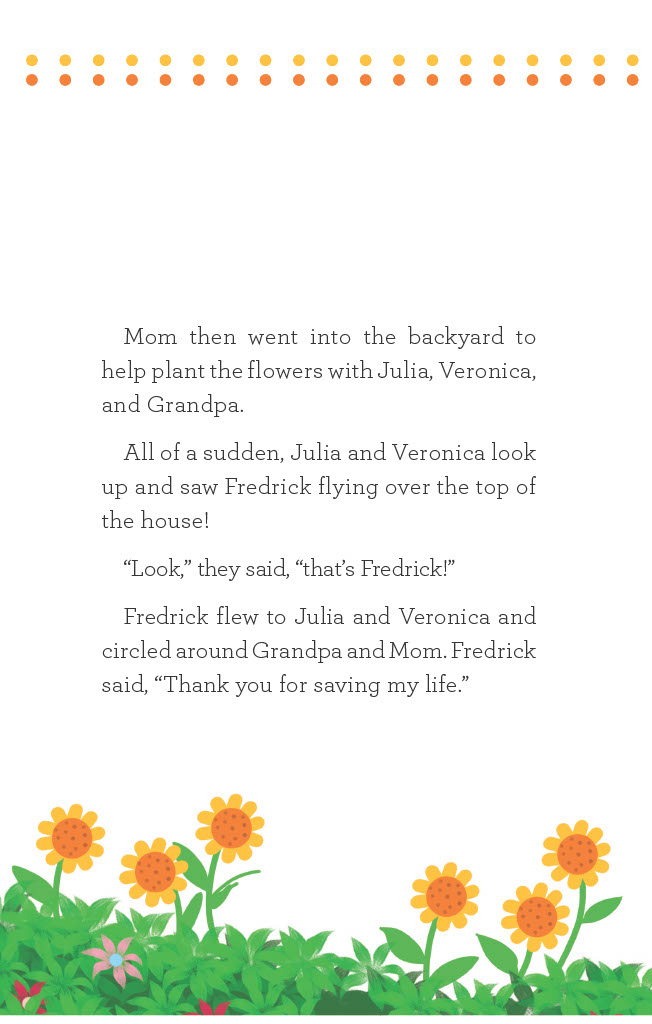 Mom then went into the backyard to
help plant the flowers with Julia, Veronica,
and Grandpa.
All of a sudden, Julia and Veronica look
up and saw Fredrick flying over the top of
the house!
“Look,” they said, “that’s Fredrick!”
Fredrick flew to Julia and Veronica and
circled around Grandpa and Mom. Fredrick
said, “Thank you for saving my life.”